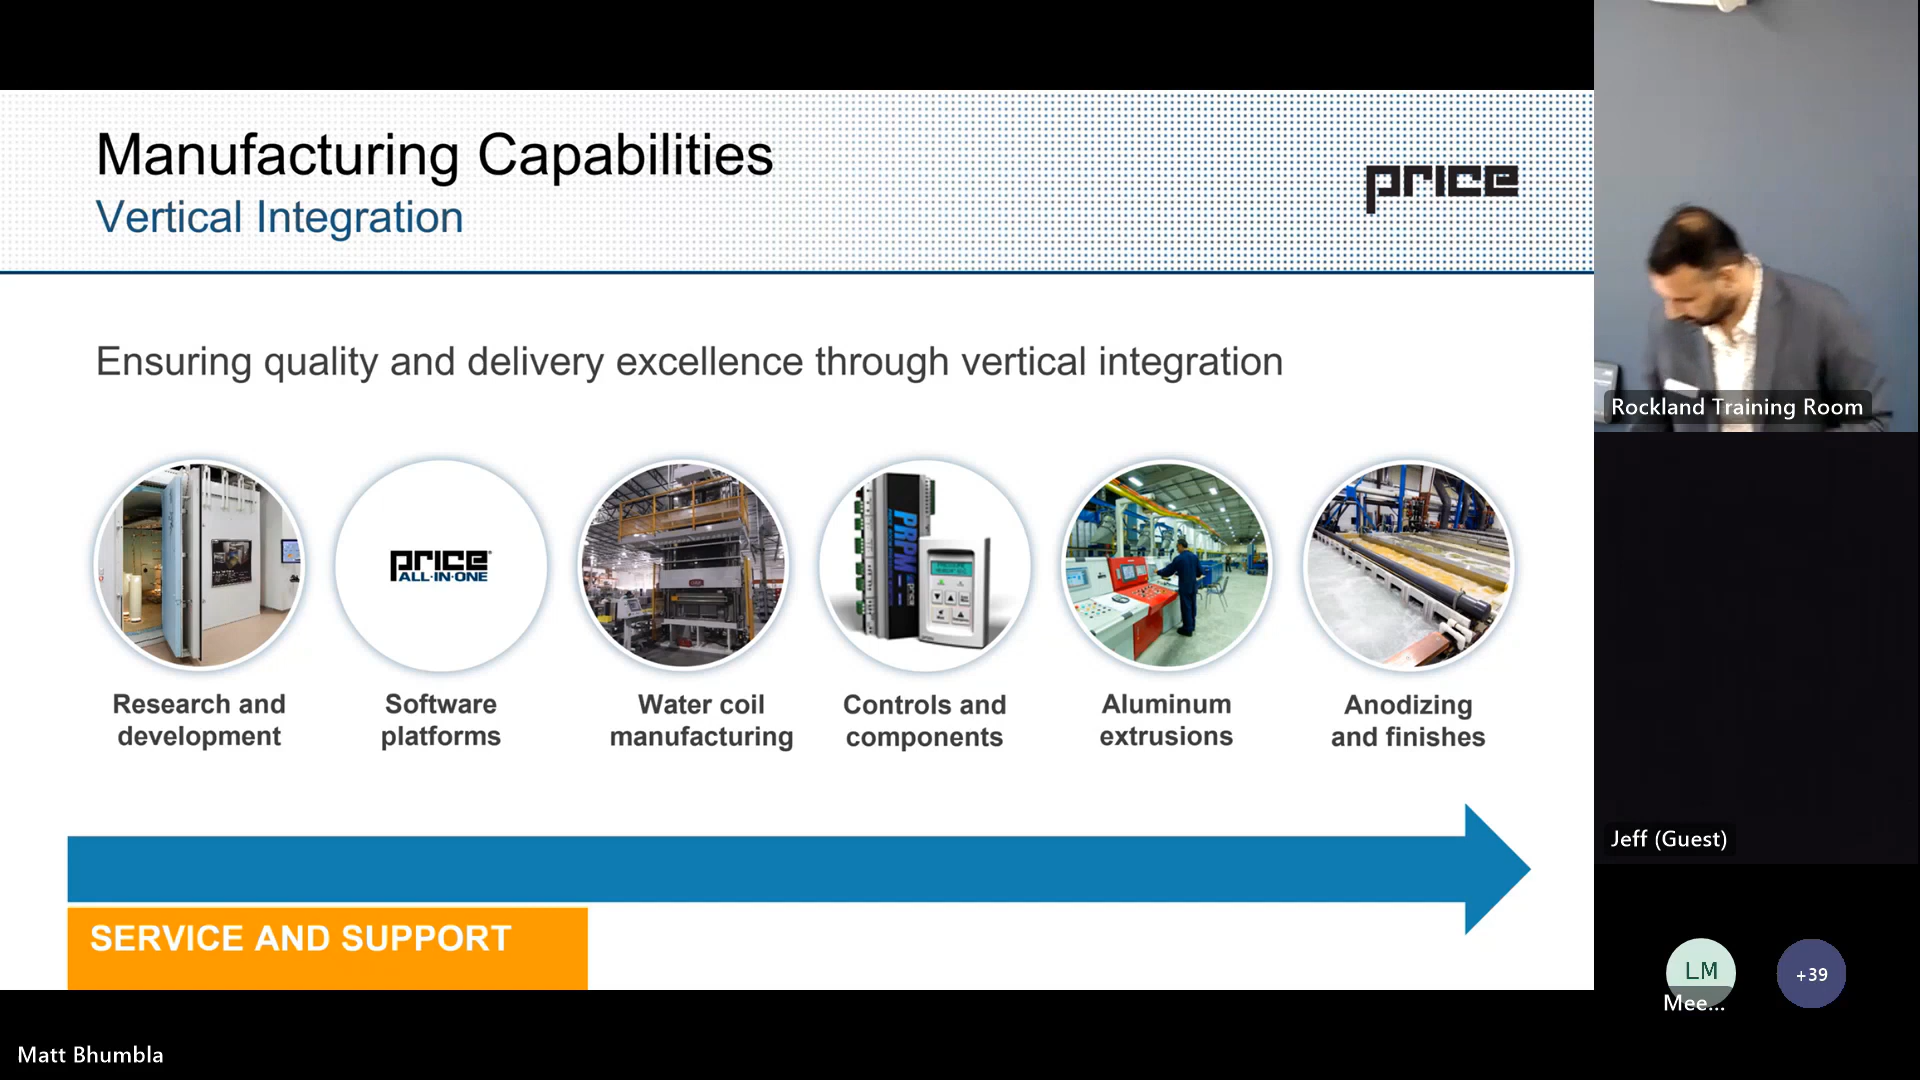 Manufacturing Capabilities
Vertical Integration
price
Ensuring quality and delivery excellence through vertical integration
price
ALL·IN·ONE
PRPM
Research and
development
Software
platforms
Water coil
manufacturing
Controls and
components
Aluminum
extrusions
Anodizing
and finishes
SERVICE AND SUPPORT
Rockland Training Room
Jeff (Guest)
LM
Mee...
+39
Matt Bhumbla